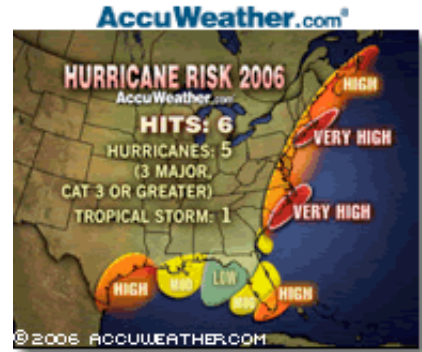 AccuWeather.com®
HURRICANE RISK 2006
AccuWeather.com
HITS: 6
HURRICANES: 5
(3 MAJOR,
CAT 3 OR GREATER)
TROPICAL STORM: 1
HIGH
VERY HIGH
VERY HIGH
HIGH
MOD
LOW
MOD
HIGH
©2006 ACCUWEATHER.COM